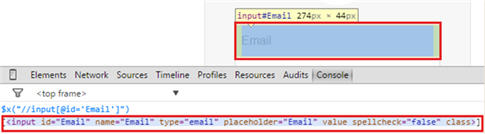 input#Email 274px × 44px
Email
Elements Network Sources Timeline Profiles Resources Audits Console
<top frame>
$x("//input[@id='Email']")
[<input id="Email" name="Email" type="email" placeholder="Email" value spellcheck="false" class>]